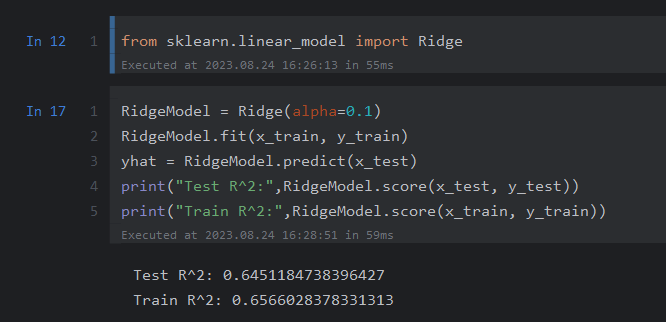 In 12 1 from sklearn.linear_model import Ridge
Executed at 2023.08.24 16:26:13 in 55ms
In 17 1 RidgeModel = Ridge(alpha=0.1)
2 RidgeModel.fit(x_train, y_train)
3 yhat = RidgeModel.predict(x_test)
4 print("Test R^2:",RidgeModel.score(x_test, y_test))
5 print("Train R^2:",RidgeModel.score(x_train, y_train))
Executed at 2023.08.24 16:28:51 in 59ms
Test R^2: 0.6451184738396427
Train R^2: 0.6566028378331313